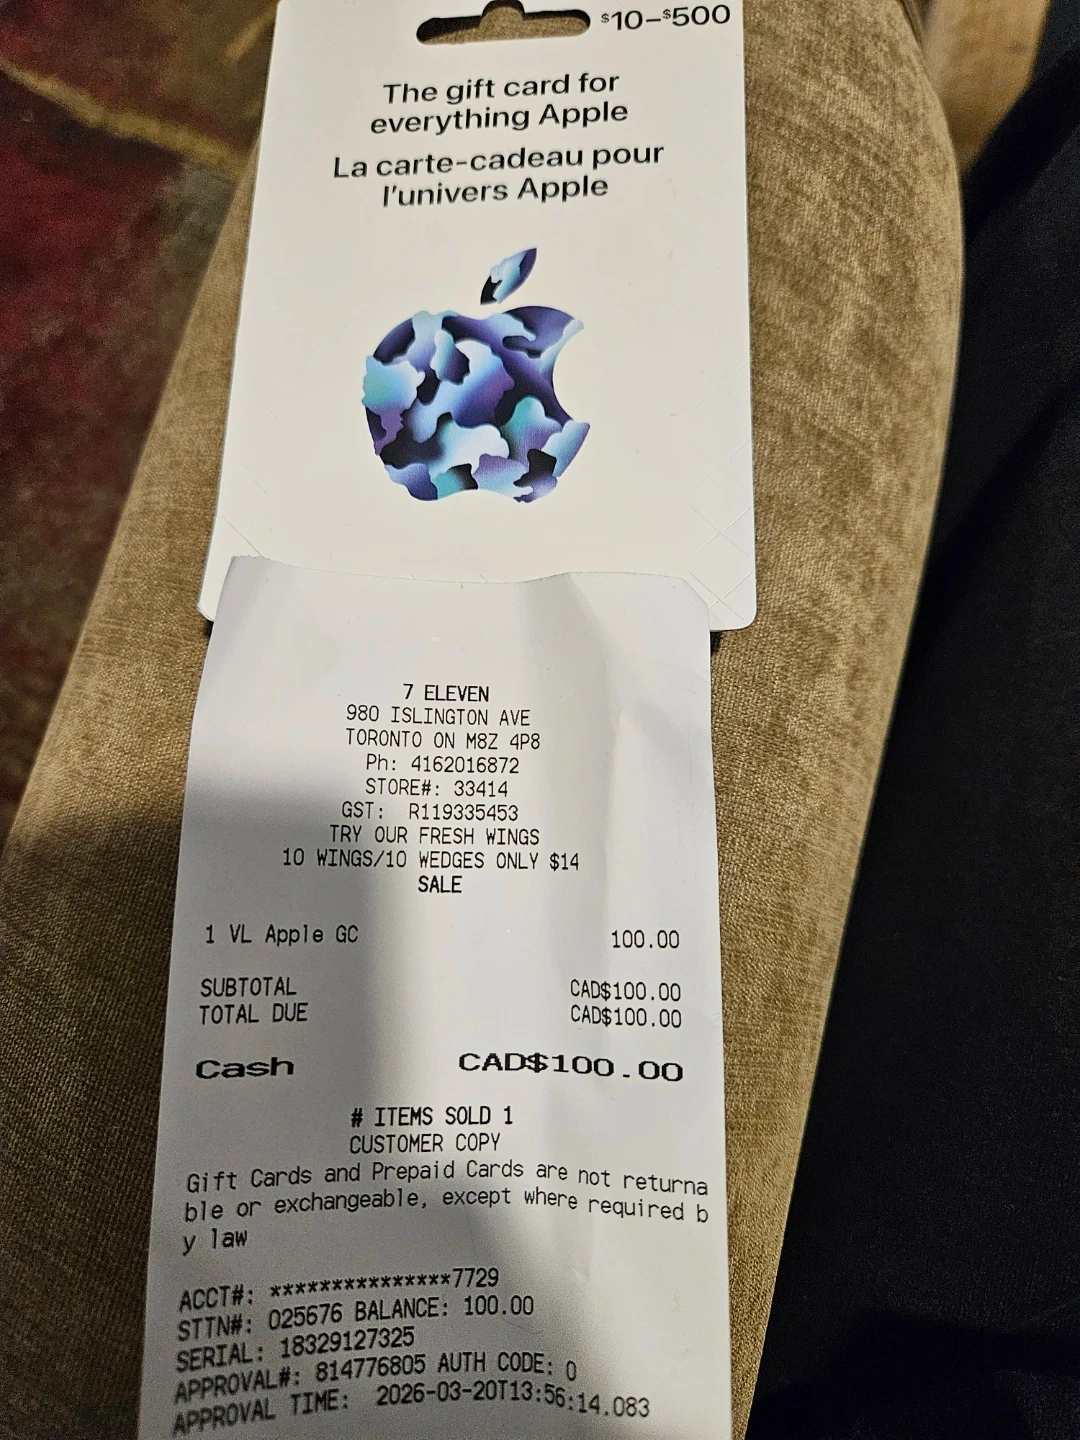 $10–$500
The gift card for
everything Apple
La carte-cadeau pour
l'univers Apple
7 ELEVEN
980 ISLINGTON AVE
TORONTO ON M8Z 4P8
Ph: 4162016872
STORE#: 33414
GST: R119335453
TRY OUR FRESH WINGS
10 WINGS/10 WEDGES ONLY $14
SALE
1 VL Apple GC 100.00
SUBTOTAL CAD$100.00
TOTAL DUE CAD$100.00
Cash CAD$100.00
# ITEMS SOLD 1
CUSTOMER COPY
Gift Cards and Prepaid Cards are not returna
ble or exchangeable, except where required b
y law
ACCT#: ***************7729
STTN#: 025676 BALANCE: 100.00
SERIAL: 18329127325
APPROVAL#: 814776805 AUTH CODE: 0
APPROVAL TIME: 2026-03-20T13:56:14.083